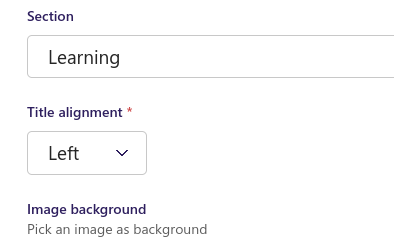 Section
Learning
Title alignment *
Left
Image background
Pick an image as background